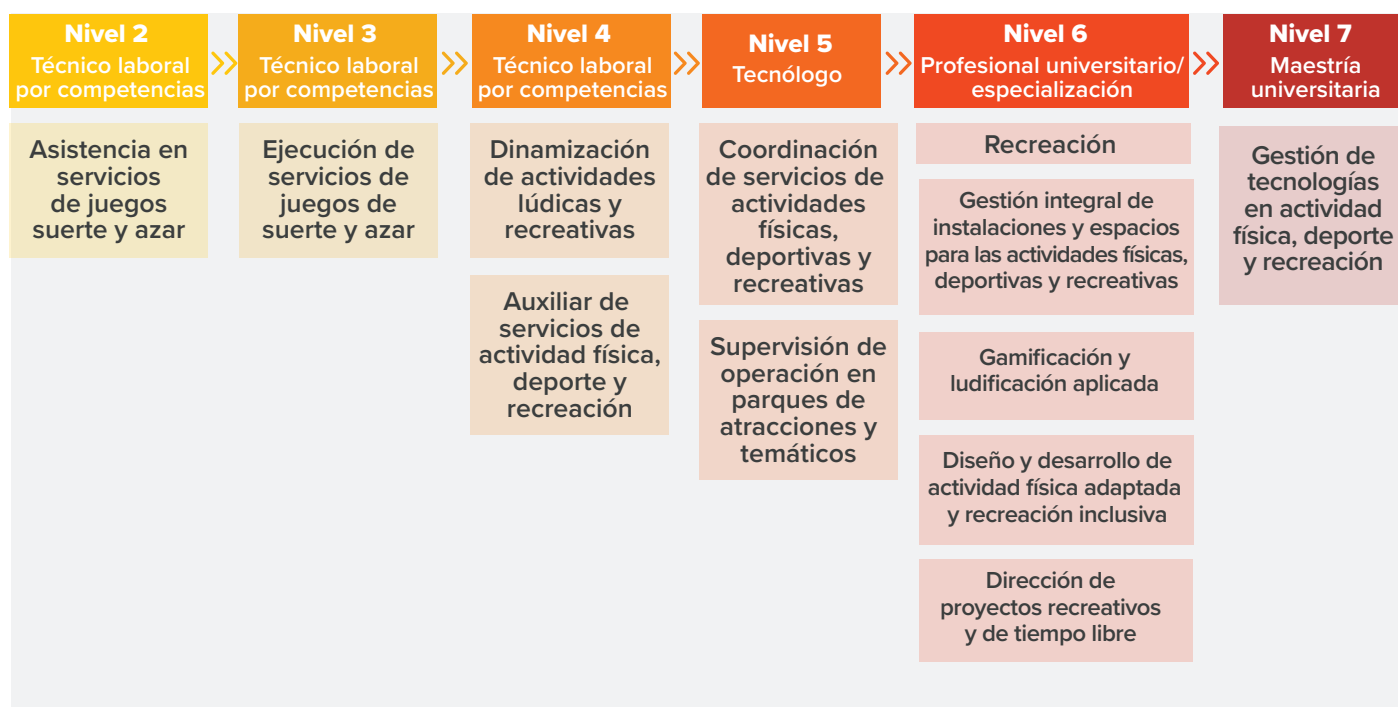 Nivel 2
Técnico laboral
por competencias
Nivel 3
Técnico laboral
por competencias
Nivel 4
Técnico laboral
por competencias
Nivel 5
Tecnólogo
Nivel 6
Profesional universitario/
especialización
Nivel 7
Maestría
universitaria
Asistencia en
servicios
de juegos
suerte y azar
Ejecución de
servicios de
juegos de
suerte y azar
Dinamización
de actividades
lúdicas y
recreativas
Auxiliar de
servicios de
actividad física,
deporte y
recreación
Coordinación
de servicios de
actividades
físicas,
deportivas y
recreativas
Supervisión de
operación en
parques de
atracciones y
temáticos
Recreación
Gestión integral de
instalaciones y espacios
para las actividades físicas,
deportivas y recreativas
Gamificación y
ludificación aplicada
Diseño y desarrollo de
actividad física adaptada
y recreación inclusiva
Dirección de
proyectos recreativos
y de tiempo libre
Gestión de
tecnologías
en actividad
física, deporte
y recreación